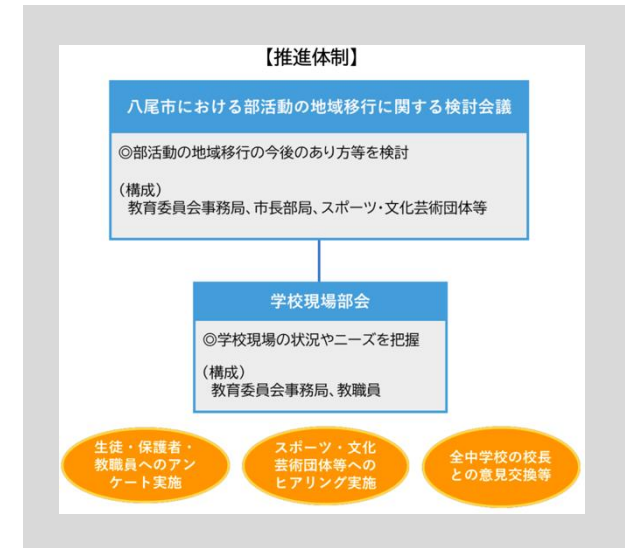 【推進体制】
八尾市における部活動の地域移行に関する検討会議
◎部活動の地域移行の今後のあり方等を検討
（構成）
教育委員会事務局、市長部局、スポーツ・文化芸術団体等
学校現場部会
◎学校現場の状況やニーズを把握
（構成）
教育委員会事務局、教職員
生徒・保護者・
教職員へのアン
ケート実施
スポーツ・文化
芸術団体等への
ヒアリング実施
全中学校の校長
との意見交換等